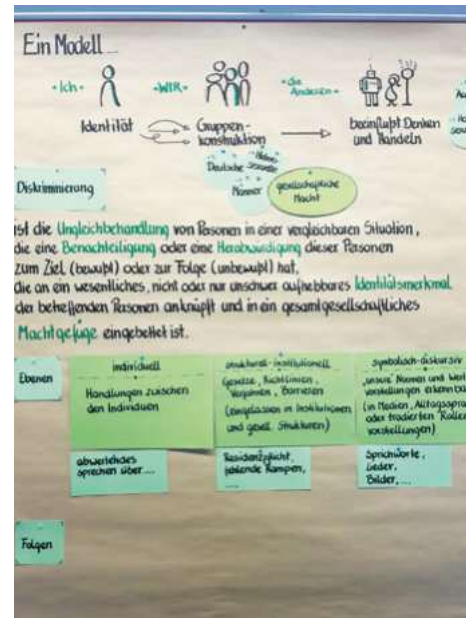 Ein Modell...
-Ich- -WIR- -die Anderen-
Identität Gruppen-
konstruktion beeinflußt Denken
und Handeln
Deutsche
Männer gesellschaftliche
Macht
Diskriminierung
ist die Ungleichbehandlung von Personen in einer vergleichbaren Situation,
die eine Benachteiligung oder eine Herabwürdigung dieser Personen
zum Ziel (bewußt) oder zur Folge (unbewußt) hat,
die an ein wesentliches, nicht oder nur unschwer aufhebbares Identitätsmerkmal
der betreffenden Personen anknüpft und in ein gesamtgesellschaftliches
Machtgefüge eingebettet ist.
Ebenen
individuell
Handlungen zwischen
den Individuen
abwertendes
sprechen über...
strukturell-institutionell
Gesetze, Richtlinien,
Barrieren
(eingelassen in Institutionen
und gesell. Strukturen)
Residenzpflicht,
fehlende Rampen,
....
symbolisch-diskursiv
"unsere" Normen und
vorstellungen
(in Medien,
oder tradierten
vorstellungen)
Sprichworte,
Lieder,
Bilder,...
Folgen